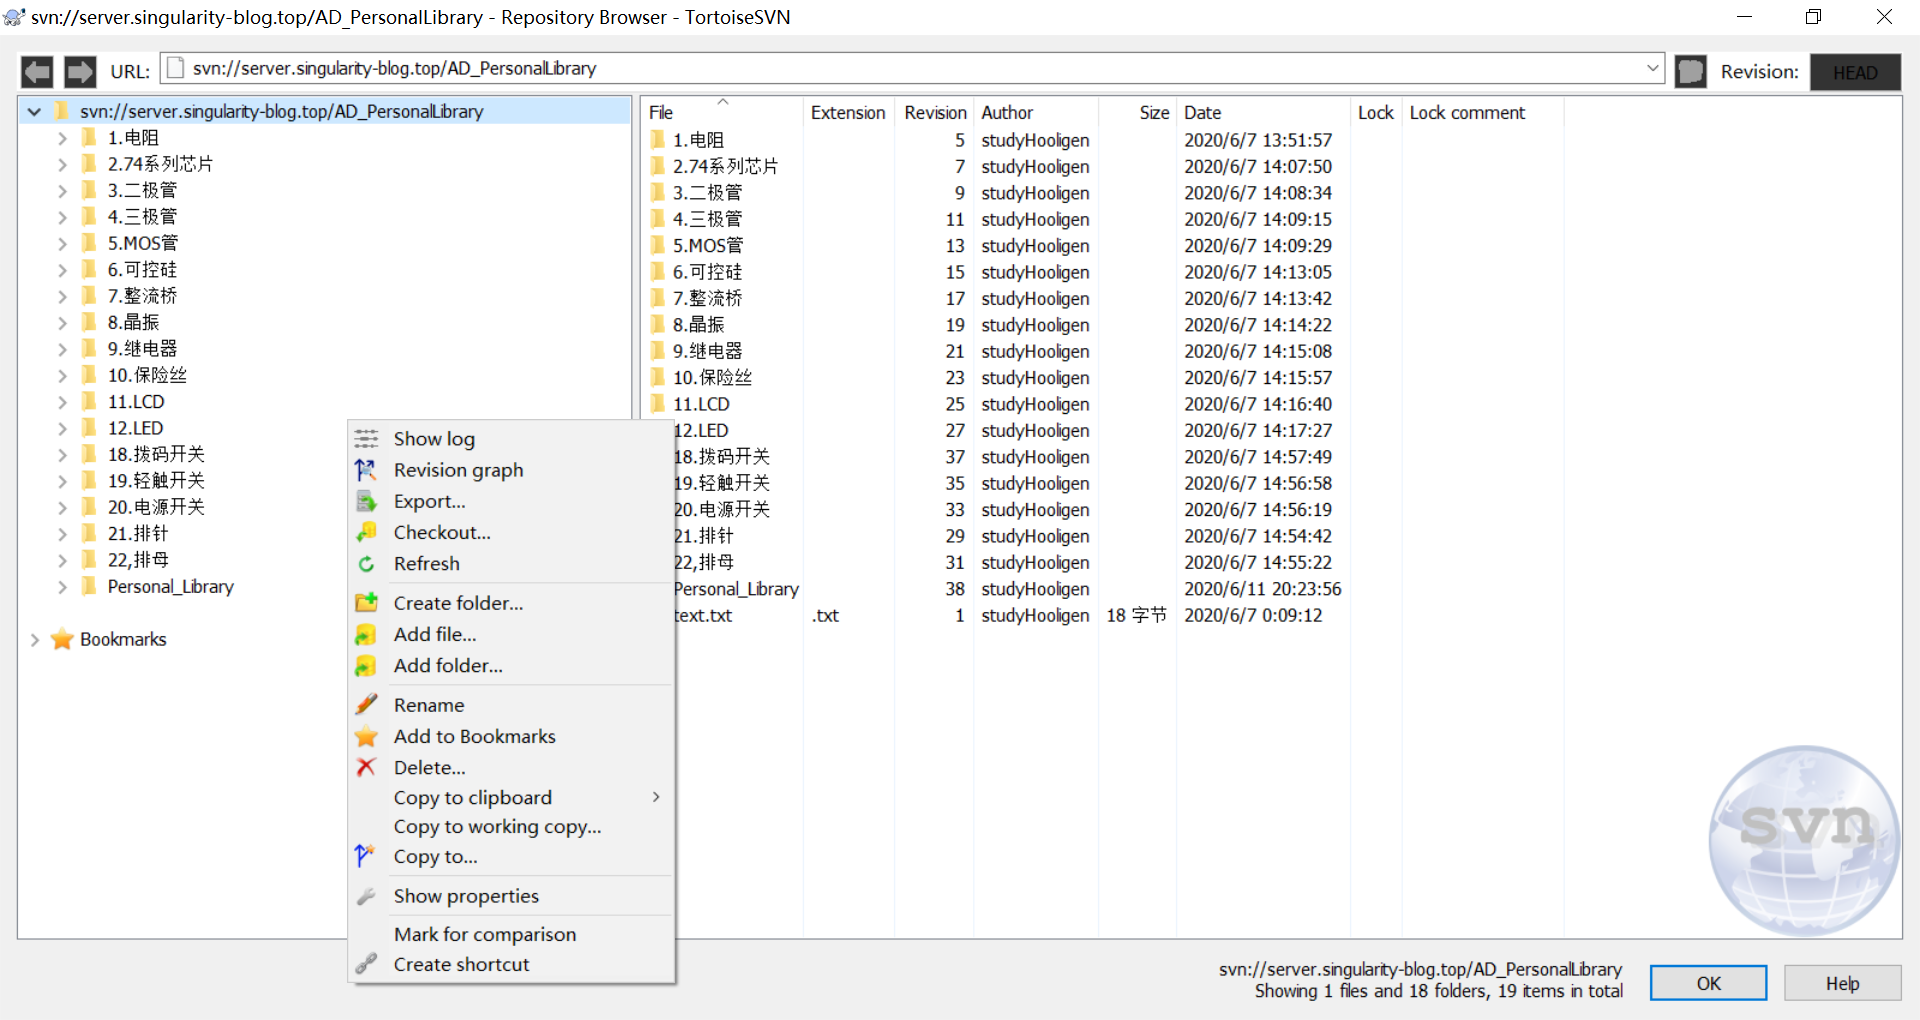 svn://server.singularity-blog.top/AD_PersonalLibrary - Repository Browser - TortoiseSVN
URL: svn://server.singularity-blog.top/AD_PersonalLibrary Revision: HEAD
svn://server.singularity-blog.top/AD_PersonalLibrary
1.电阻
2.74系列芯片
3.二极管
4.三极管
5.MOS管
6.可控硅
7.整流桥
8.晶振
9.继电器
10.保险丝
11.LCD
12.LED
18.拨码开关
19.轻触开关
20.电源开关
21.排针
22,排母
Personal_Library
Bookmarks
File Extension Revision Author Size Date Lock Lock comment
1.电阻 5 studyHooligen 2020/6/7 13:51:57
2.74系列芯片 7 studyHooligen 2020/6/7 14:07:50
3.二极管 9 studyHooligen 2020/6/7 14:08:34
4.三极管 11 studyHooligen 2020/6/7 14:09:15
5.MOS管 13 studyHooligen 2020/6/7 14:09:29
6.可控硅 15 studyHooligen 2020/6/7 14:13:05
7.整流桥 17 studyHooligen 2020/6/7 14:13:42
8.晶振 19 studyHooligen 2020/6/7 14:14:22
9.继电器 21 studyHooligen 2020/6/7 14:15:08
10.保险丝 23 studyHooligen 2020/6/7 14:15:57
11.LCD 25 studyHooligen 2020/6/7 14:16:40
12.LED 27 studyHooligen 2020/6/7 14:17:27
18.拨码开关 37 studyHooligen 2020/6/7 14:57:49
19.轻触开关 35 studyHooligen 2020/6/7 14:56:58
20.电源开关 33 studyHooligen 2020/6/7 14:56:19
21.排针 29 studyHooligen 2020/6/7 14:54:42
22,排母 31 studyHooligen 2020/6/7 14:55:22
Personal_Library 38 studyHooligen 2020/6/11 20:23:56
text.txt .txt 1 studyHooligen 18 字节 2020/6/7 0:09:12
Show log
Revision graph
Export...
Checkout...
Refresh
Create folder...
Add file...
Add folder...
Rename
Add to Bookmarks
Delete...
Copy to clipboard
Copy to working copy...
Copy to...
Show properties
Mark for comparison
Create shortcut
svn
svn://server.singularity-blog.top/AD_PersonalLibrary
Showing 1 files and 18 folders, 19 items in total
OK Help